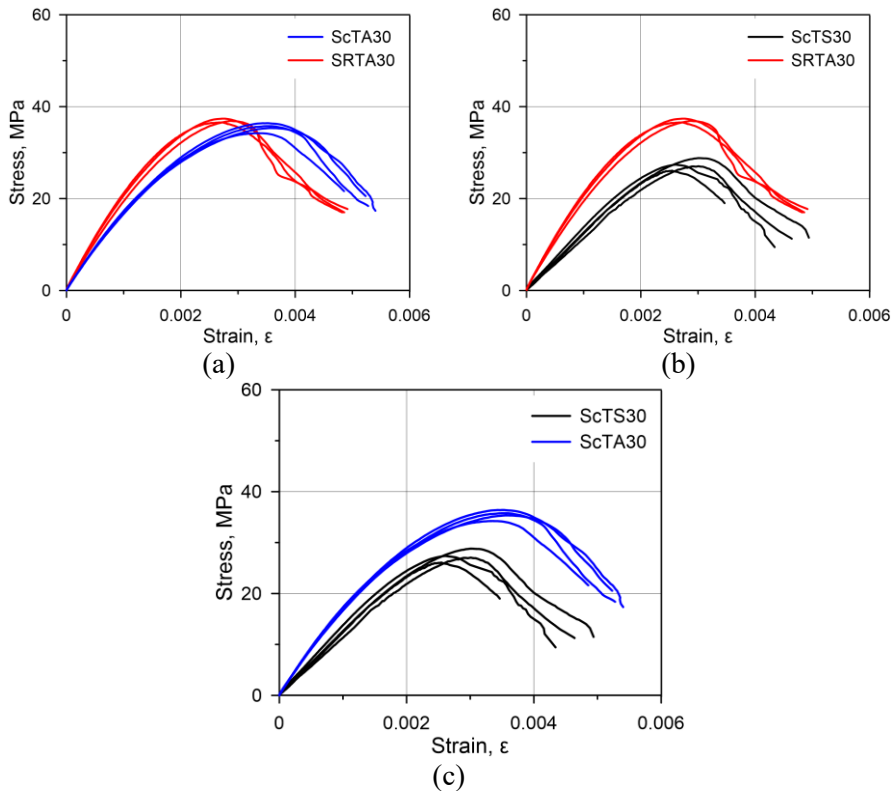 60
40
20
0
Stress, MPa
ScTA30
SRTA30
0
0.002
0.004
0.006
Strain, ε
(a)
60
40
20
0
Stress, MPa
ScTS30
SRTA30
0
0.002
0.004
0.006
Strain, ε
(b)
60
40
20
0
Stress, MPa
ScTS30
ScTA30
0
0.002
0.004
0.006
Strain, ε
(c)